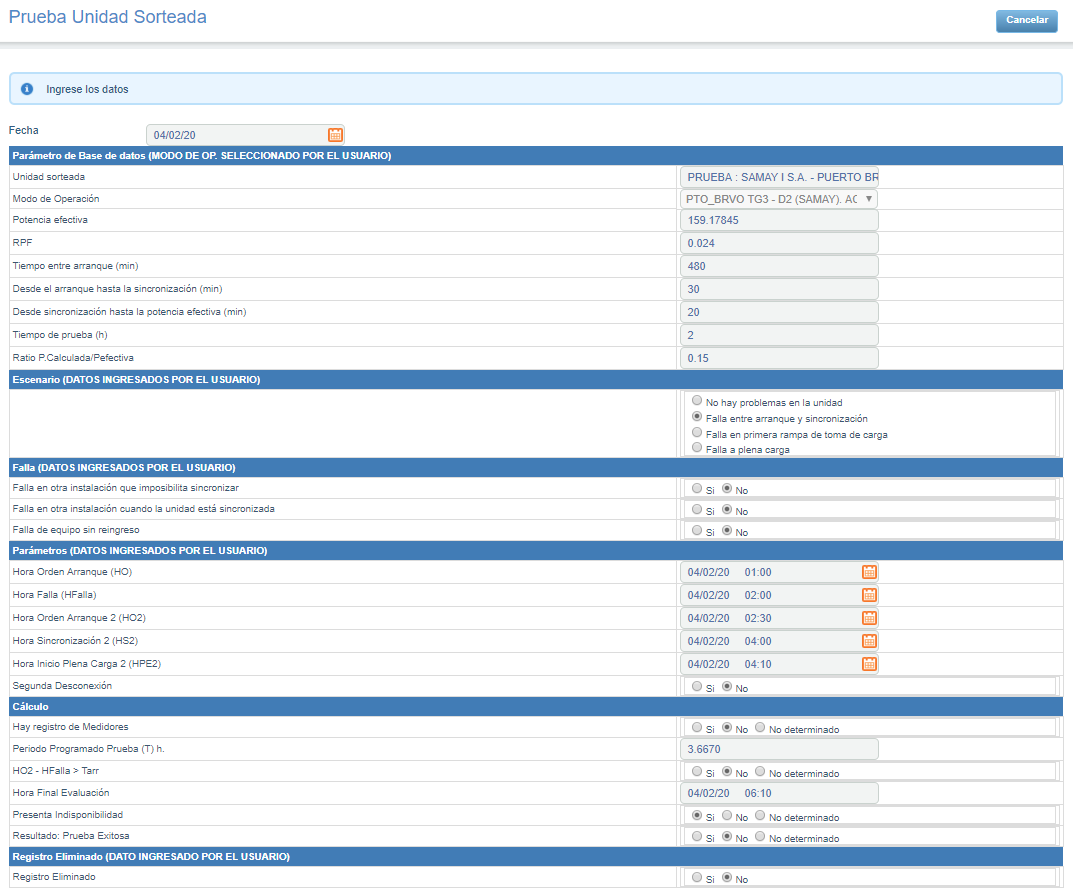 Prueba Unidad Sorteada
Cancelar
Ingrese los datos
Fecha 04/02/20
Parámetro de Base de datos (MODO DE OP. SELECCIONADO POR EL USUARIO)
Unidad sorteada PRUEBA : SAMAY I S.A. - PUERTO BR
Modo de Operación PTO_BRVO TG3 - D2 (SAMAY). AC
Potencia efectiva 159.17845
RPF 0.024
Tiempo entre arranque (min) 480
Desde el arranque hasta la sincronización (min) 30
Desde sincronización hasta la potencia efectiva (min) 20
Tiempo de prueba (h) 2
Ratio P.Calculada/Pefectiva 0.15
Escenario (DATOS INGRESADOS POR EL USUARIO)
No hay problemas en la unidad
Falla entre arranque y sincronización
Falla en primera rampa de toma de carga
Falla a plena carga
Falla (DATOS INGRESADOS POR EL USUARIO)
Falla en otra instalación que imposibilita sincronizar Si No
Falla en otra instalación cuando la unidad está sincronizada Si No
Falla de equipo sin reingreso Si No
Parámetros (DATOS INGRESADOS POR EL USUARIO)
Hora Orden Arranque (HO) 04/02/20 01:00
Hora Falla (HFalla) 04/02/20 02:00
Hora Orden Arranque 2 (HO2) 04/02/20 02:30
Hora Sincronización 2 (HS2) 04/02/20 04:00
Hora Inicio Plena Carga 2 (HPE2) 04/02/20 04:10
Segunda Desconexión Si No
Cálculo
Hay registro de Medidores Si No No determinado
Periodo Programado Prueba (T) h. 3.6670
HO2 - HFalla > Tarr Si No No determinado
Hora Final Evaluación 04/02/20 06:10
Presenta Indisponibilidad Si No No determinado
Resultado: Prueba Exitosa Si No No determinado
Registro Eliminado (DATO INGRESADO POR EL USUARIO)
Registro Eliminado Si No